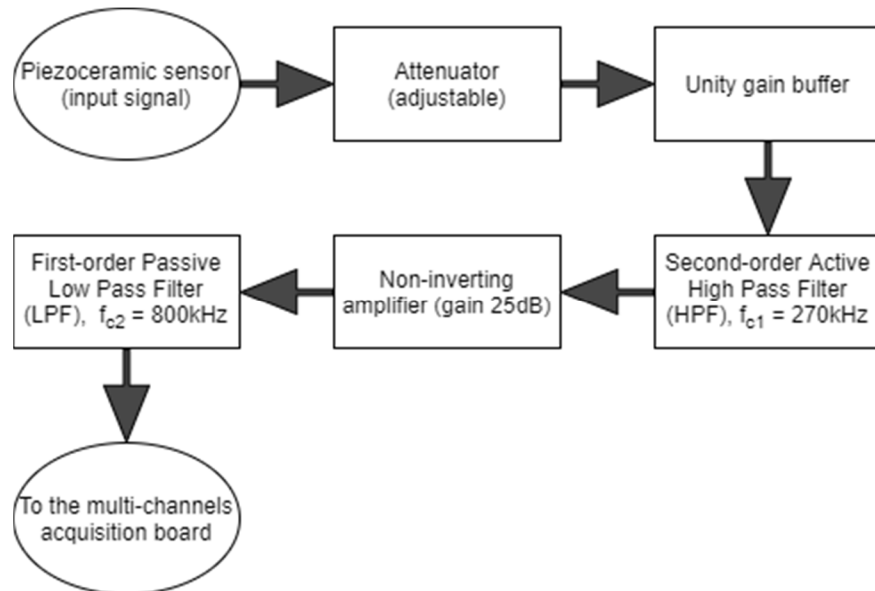 Piezoceramic sensor
(input signal)
Attenuator
(adjustable)
Unity gain buffer
Second-order Active
High Pass Filter
(HPF), fc1 = 270kHz
Non-inverting
amplifier (gain 25dB)
First-order Passive
Low Pass Filter
(LPF), fc2 = 800kHz
To the multi-channels
acquisition board